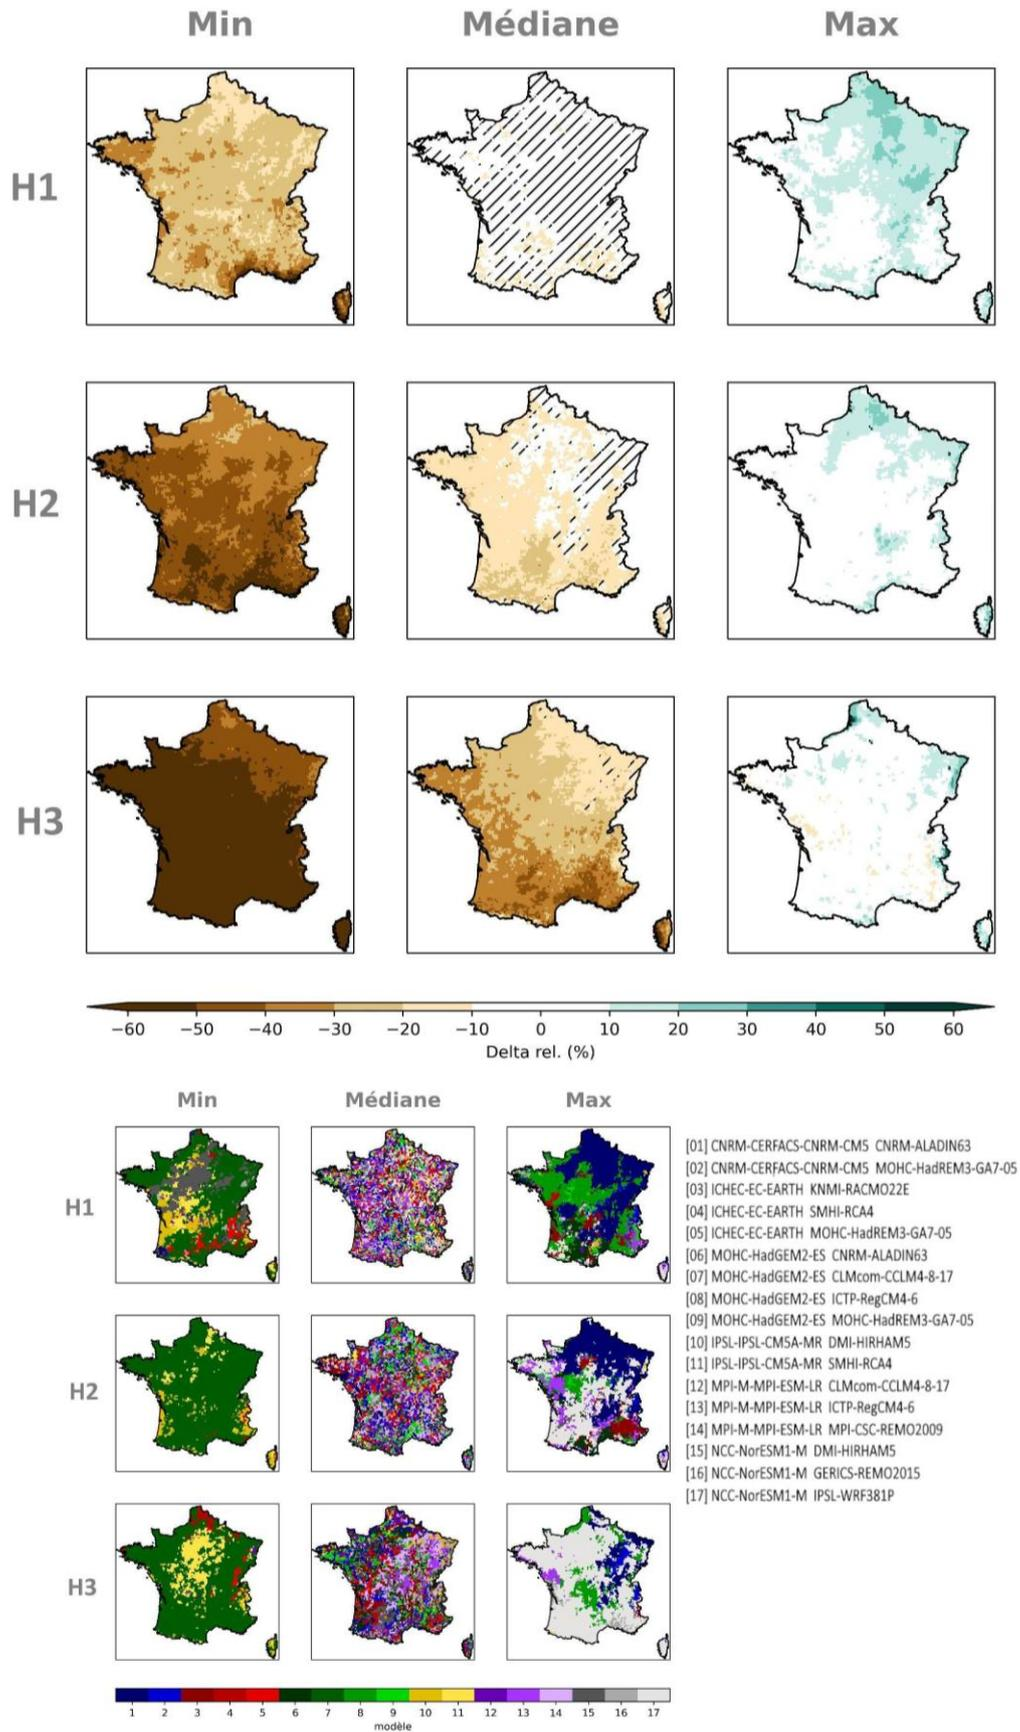 Min Médiane Max
H1
H2
H3
−60 −50 −40 −30 −20 −10 0 10 20 30 40 50 60
Delta rel. (%)
Min Médiane Max
H1
H2
H3
[01] CNRM-CERFACS-CNRM-CM5 CNRM-ALADIN63
[02] CNRM-CERFACS-CNRM-CM5 MOHC-HadREM3-GA7-05
[03] ICHEC-EC-EARTH KNMI-RACMO22E
[04] ICHEC-EC-EARTH SMHI-RCA4
[05] ICHEC-EC-EARTH MOHC-HadREM3-GA7-05
[06] MOHC-HadGEM2-ES CNRM-ALADIN63
[07] MOHC-HadGEM2-ES CLMcom-CCLM4-8-17
[08] MOHC-HadGEM2-ES ICTP-RegCM4-6
[09] MOHC-HadGEM2-ES MOHC-HadREM3-GA7-05
[10] IPSL-IPSL-CM5A-MR DMI-HIRHAM5
[11] IPSL-IPSL-CM5A-MR SMHI-RCA4
[12] MPI-M-MPI-ESM-LR CLMcom-CCLM4-8-17
[13] MPI-M-MPI-ESM-LR ICTP-RegCM4-6
[14] MPI-M-MPI-ESM-LR MPI-CSC-REMO2009
[15] NCC-NorESM1-M DMI-HIRHAM5
[16] NCC-NorESM1-M GERICS-REMO2015
[17] NCC-NorESM1-M IPSL-WRF381P
1 2 3 4 5 6 7 8 9 10 11 12 13 14 15 16 17
modèle